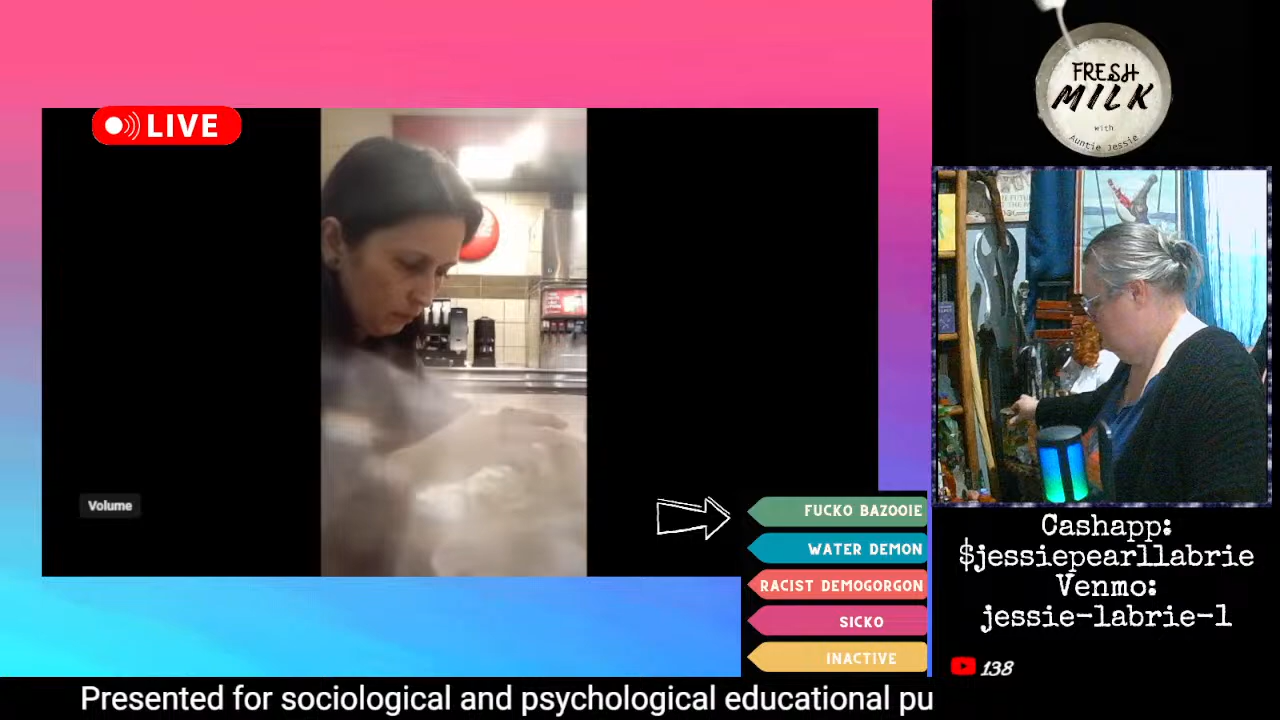 LIVE
Volume
FUCKO BAZOOIE
WATER DEMON
RACIST DEMOGORGON
SICKO
INACTIVE
Presented for sociological and psychological educational pu
FRESH
MILK
with
Auntie Jessie
Cashapp:
$jessiepearllabrie
Venmo:
jessie-labrie-1
138